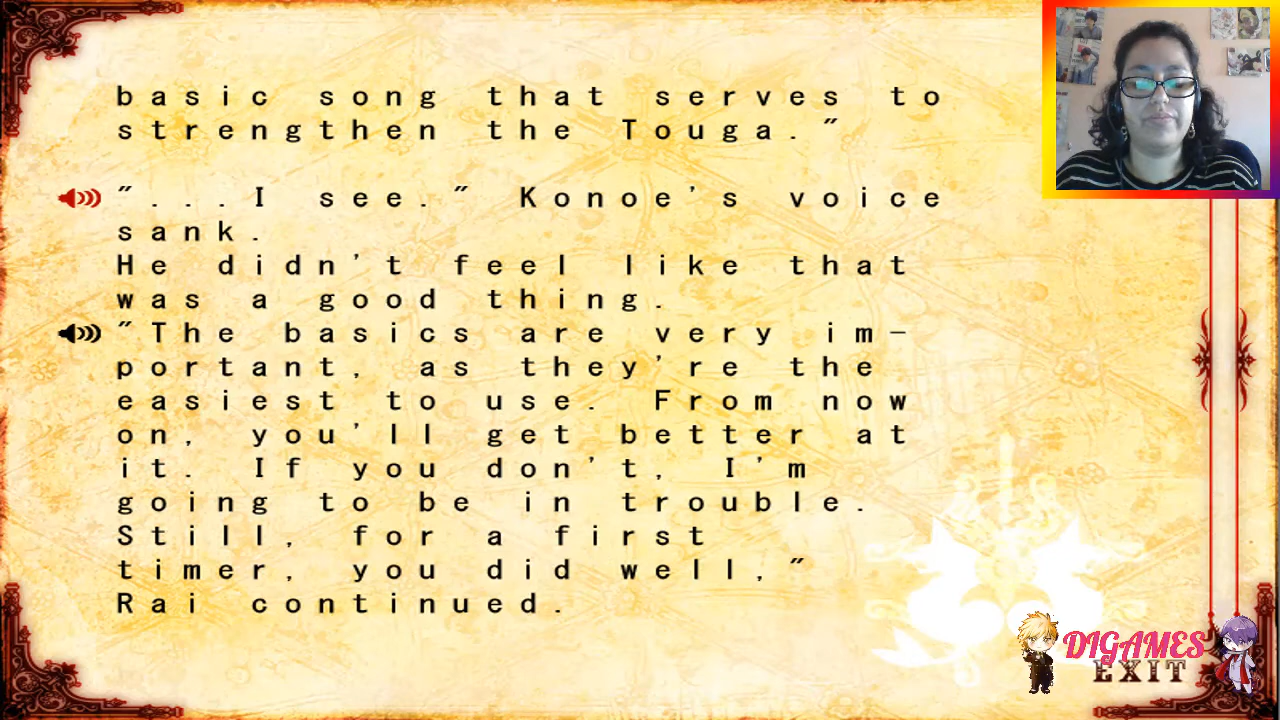 basic song that serves to
strengthen the Touga."
"...I see." Konoe's voice
sank.
He didn't feel like that
was a good thing.
"The basics are very im-
portant, as they're the
easiest to use. From now
on, you'll get better at
it. If you don't, I'm
going to be in trouble.
Still, for a first
timer, you did well,"
Rai continued.
DIGAMES
EXIT